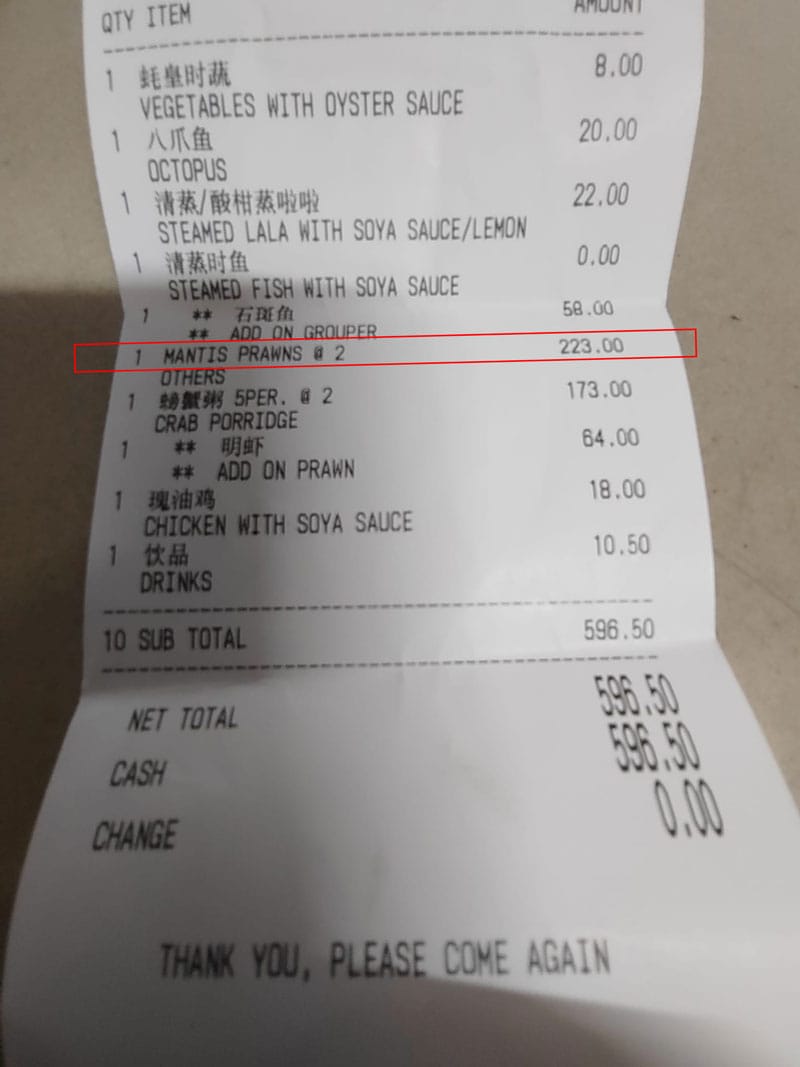 QTY ITEM AMOUNT
1 蚝皇时蔬 8.00
VEGETABLES WITH OYSTER SAUCE
1 八爪鱼 20.00
OCTOPUS
1 清蒸/酸柑蒸啦啦 22.00
STEAMED LALA WITH SOYA SAUCE/LEMON
1 清蒸时鱼 0.00
STEAMED FISH WITH SOYA SAUCE
1 ** 石斑鱼 58.00
** ADD ON GROUPER
1 MANTIS PRAWNS @ 2 223.00
OTHERS
1 螃蟹粥 5PER. @ 2 173.00
CRAB PORRIDGE
1 ** 明虾 64.00
** ADD ON PRAWN
1 瑰油鸡 18.00
CHICKEN WITH SOYA SAUCE
1 饮品 10.50
DRINKS
10 SUB TOTAL 596.50
NET TOTAL 596.50
CASH 596.50
CHANGE 0.00
THANK YOU, PLEASE COME AGAIN